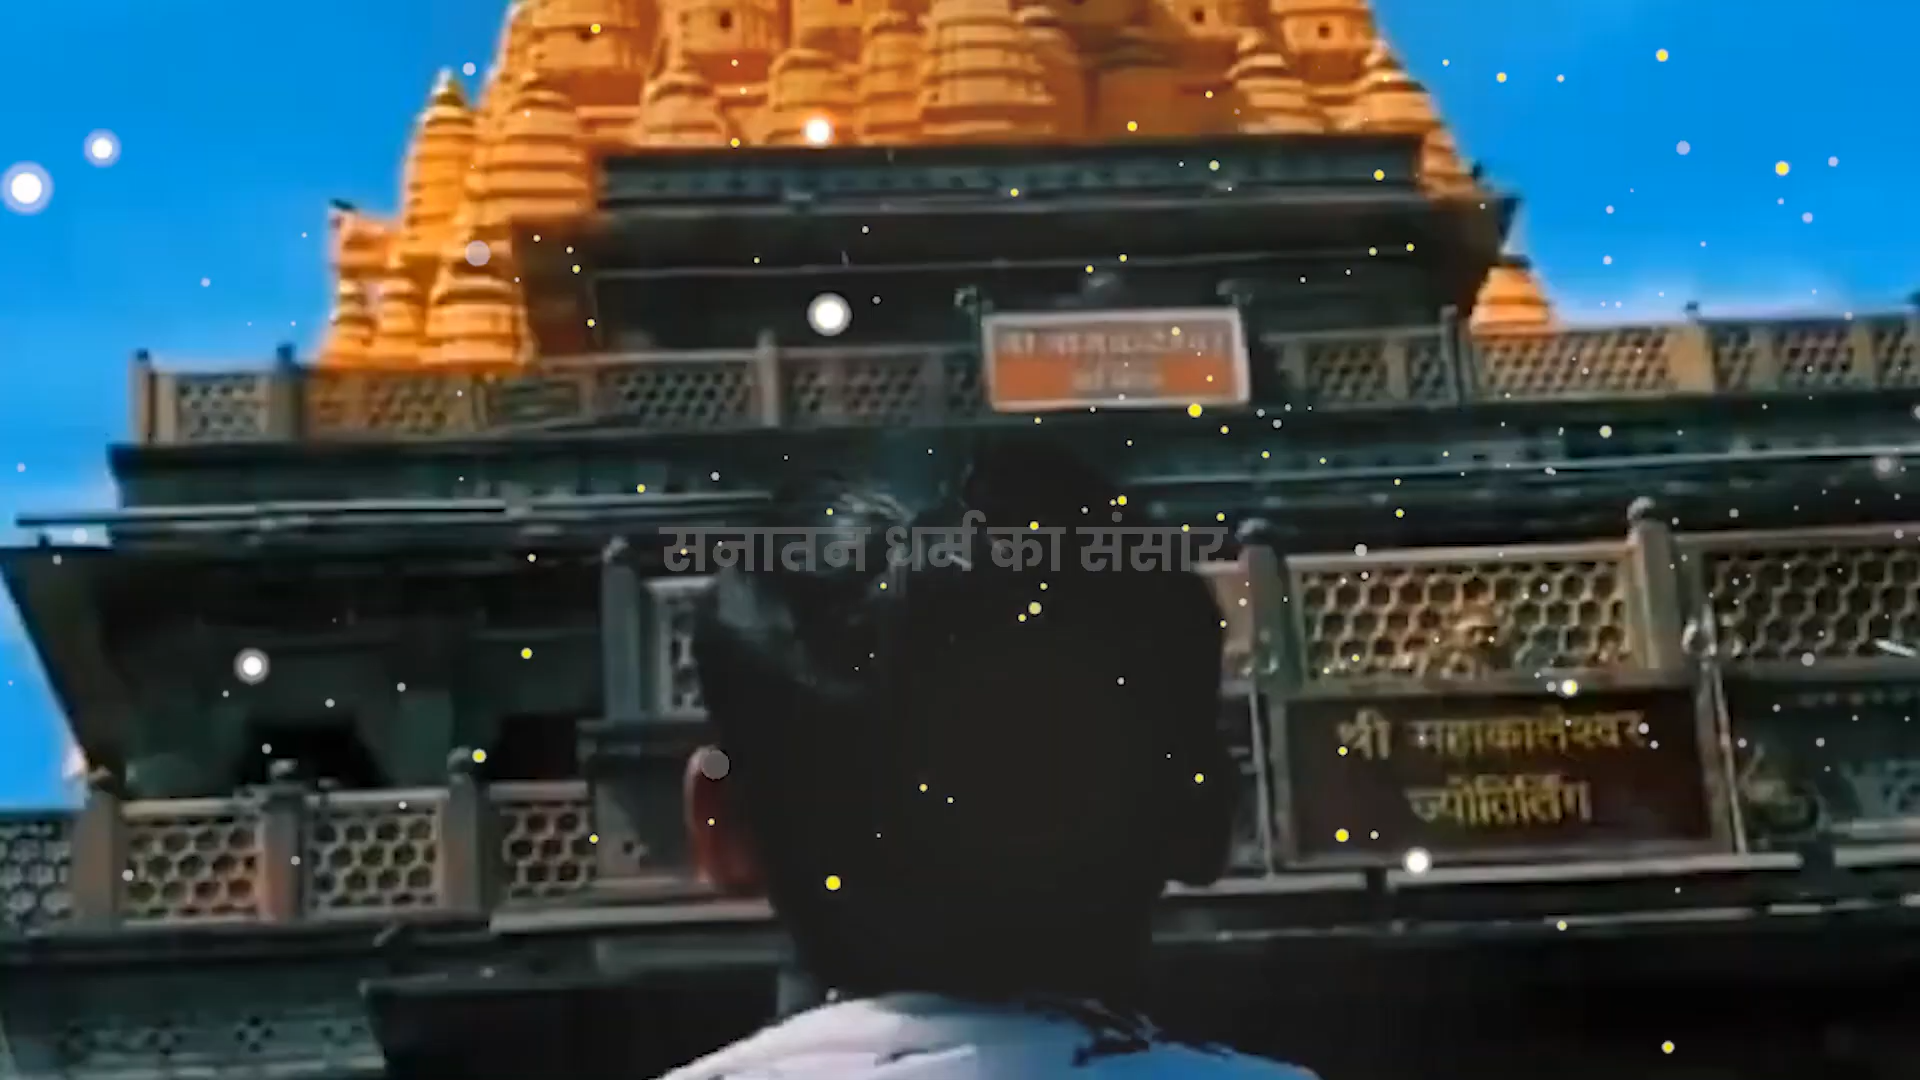 सनातन धर्म का संसार
श्री महाकालेश्वर
ज्योतिर्लिंग